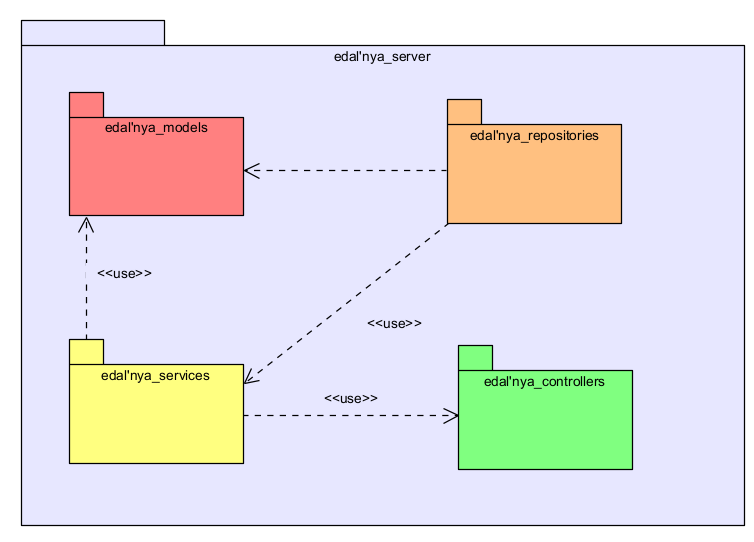 edal'nya_server
edal'nya_models
edal'nya_repositories
<<use>>
<<use>>
edal'nya_services
edal'nya_controllers
<<use>>